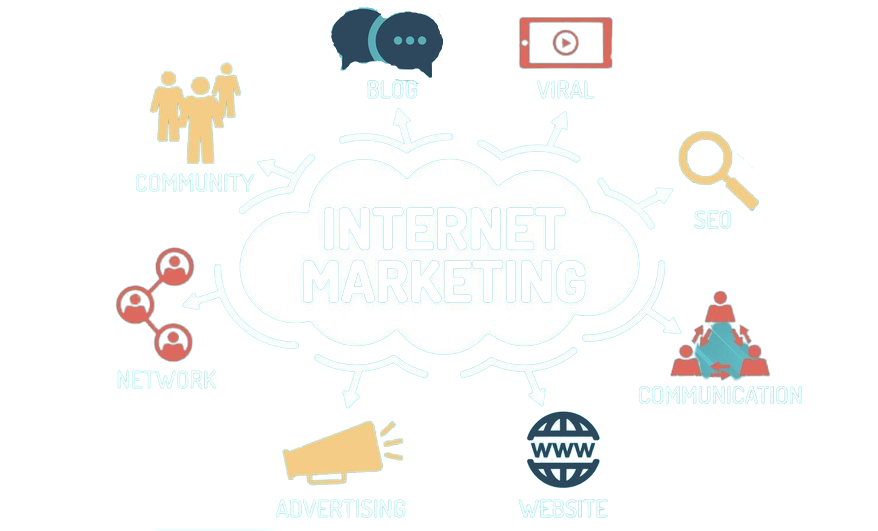 BLOG
VIRAL
COMMUNITY
SEO
INTERNET
MARKETING
NETWORK
COMMUNICATION
WWW
ADVERTISING
WEBSITE